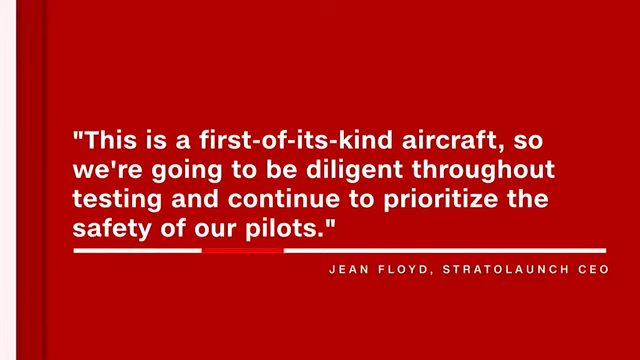 "This is a first-of-its-kind aircraft, so
we're going to be diligent throughout
testing and continue to prioritize the
safety of our pilots."
JEAN FLOYD, STRATOLAUNCH CEO